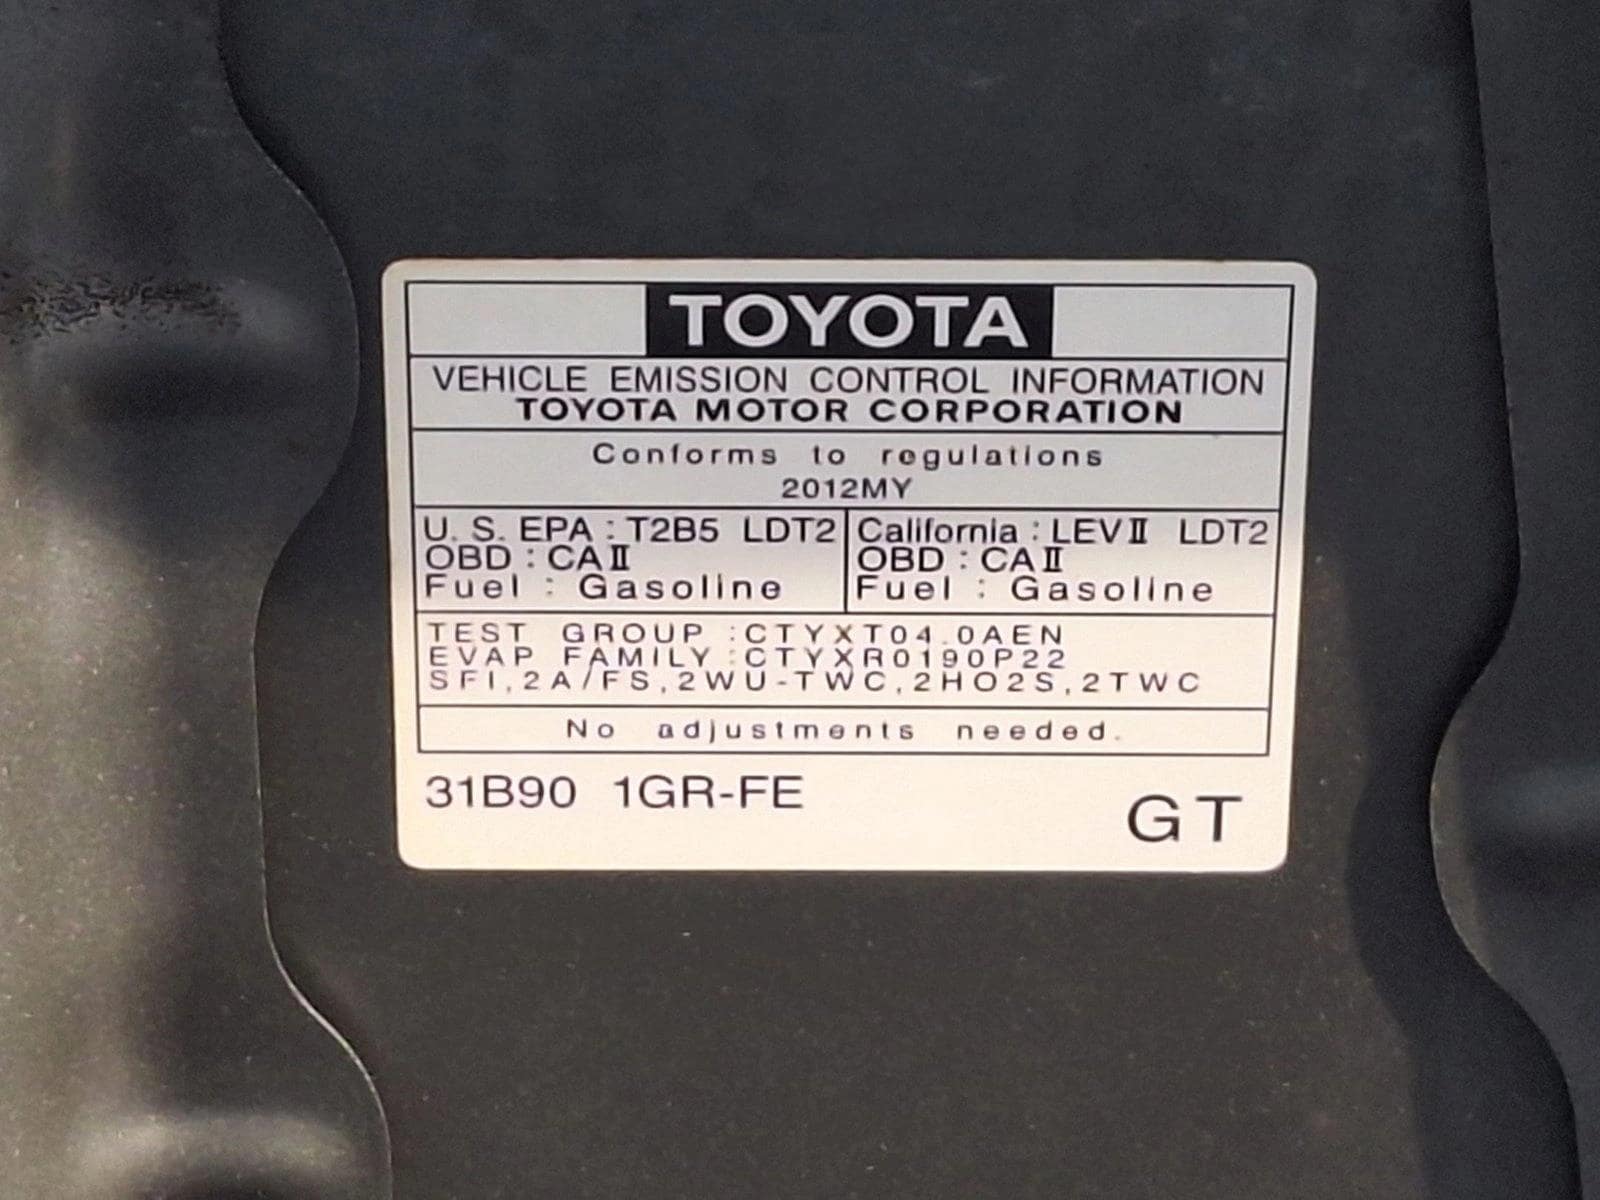 TOYOTA
VEHICLE EMISSION CONTROL INFORMATION
TOYOTA MOTOR CORPORATION
Conforms to regulations
2012MY
U. S. EPA : T2B5 LDT2
OBD : CAⅡ
Fuel : Gasoline
California : LEVⅡ LDT2
OBD : CAⅡ
Fuel : Gasoline
TEST GROUP :CTYXT04.0AEN
EVAP FAMILY :CTYXR0190P22
SFI,2A/FS,2WU-TWC,2HO2S,2TWC
No adjustments needed.
31B90 1GR-FE
GT